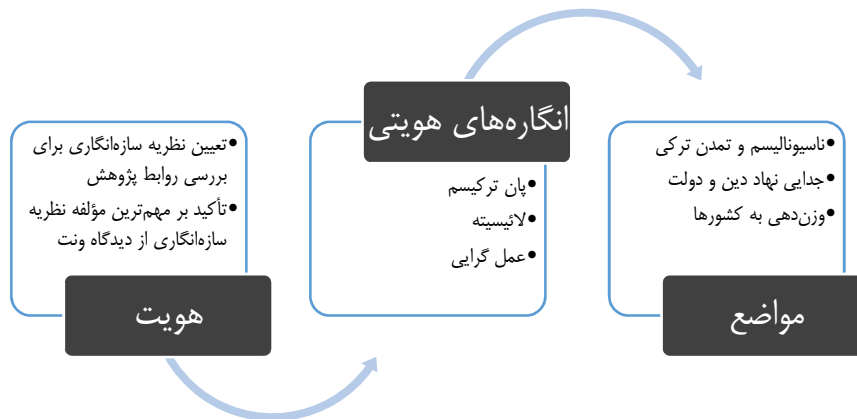 •تعیین نظریه سازه‌انگاری برای
بررسی روابط پژوهش
•تأکید بر مهم‌ترین مؤلفه نظریه
سازه‌انگاری از دیدگاه ونت
هویت
انگاره‌های هویتی
•پان ترکیسم
•لائیسیته
•عمل گرایی
•ناسیونالیسم و تمدن ترکی
•جدایی نهاد دین و دولت
•وزن‌دهی به کشورها
مواضع